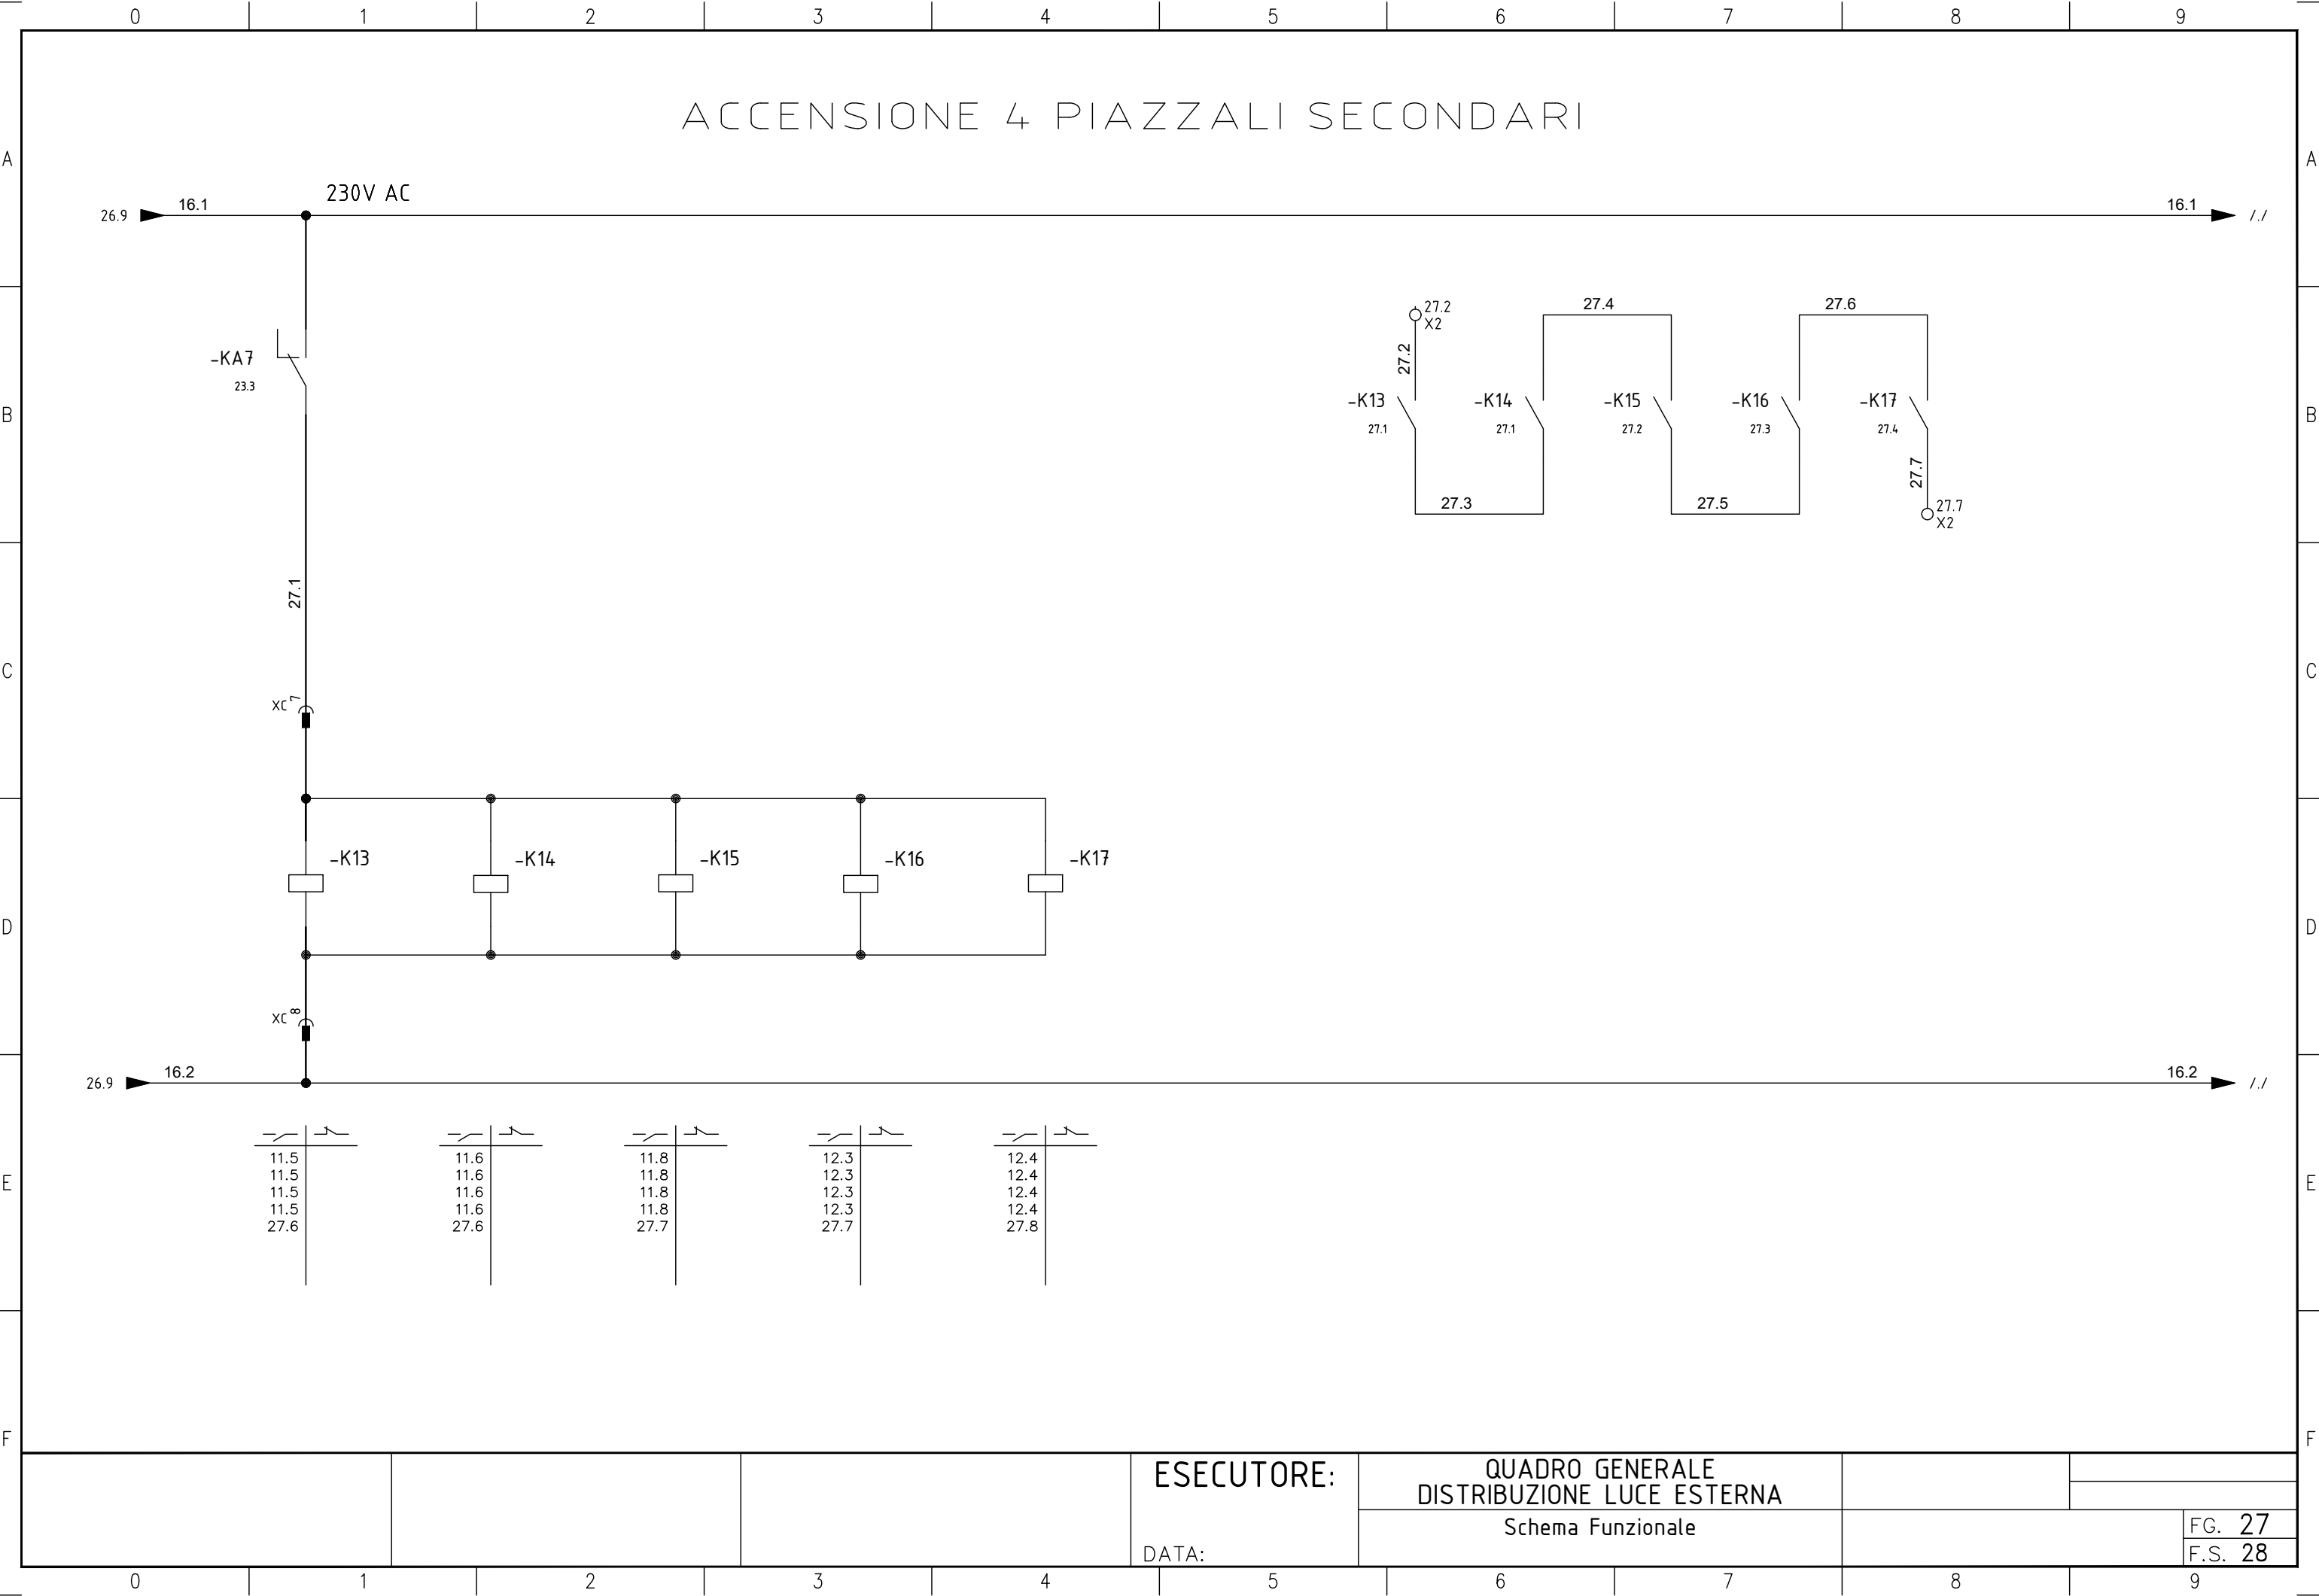 0 1 2 3 4 5 6 7 8 9
ACCENSIONE 4 PIAZZALI SECONDARI
A A
230V AC
26.9 16.1 16.1 /./
27.2
X2
27.4 27.6
27.2
-KA7
23.3
-K13 -K14 -K15 -K16 -K17
27.1 27.1 27.2 27.3 27.4
B B
27.7
27.3 27.5
27.7
X2
27.1
C C
XC 7
-K13 -K14 -K15 -K16 -K17
D D
XC 8
26.9 16.2 16.2 /./
11.5 11.6 11.8 12.3 12.4
11.5 11.6 11.8 12.3 12.4
11.5 11.6 11.8 12.3 12.4
11.5 11.6 11.8 12.3 12.4
27.6 27.6 27.7 27.7 27.8
E E
F F
ESECUTORE:
DATA:
QUADRO GENERALE
DISTRIBUZIONE LUCE ESTERNA
Schema Funzionale
FG. 27
F.S. 28
0 1 2 3 4 5 6 7 8 9